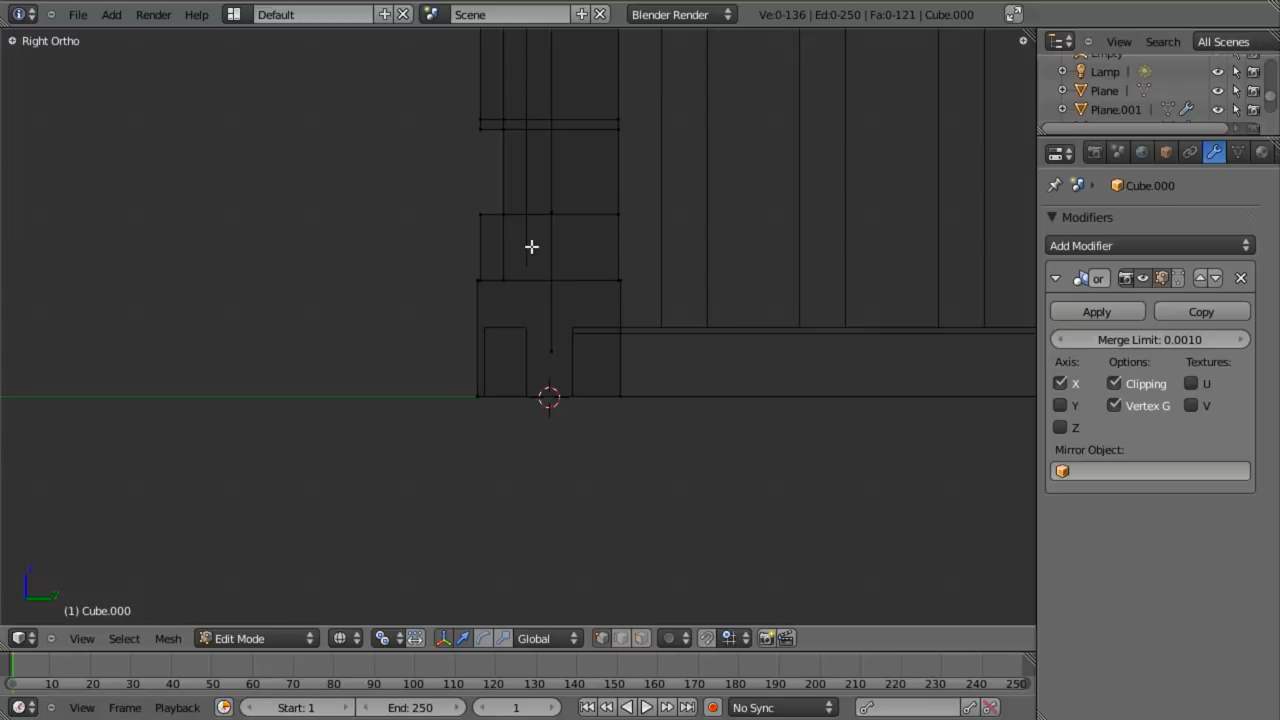 File Add Render Help Default Scene Blender Render Ve:0-136 | Ed:0-250 | Fa:0-121 | Cube.000
Right Ortho
View Search All Scenes
Lamp
Plane
Plane.001
Cube.000
Modifiers
Add Modifier
or
Apply Copy
Merge Limit: 0.0010
Axis: Options: Textures:
X Clipping U
Y Vertex G V
Z
Mirror Object:
(1) Cube.000
View Select Mesh Edit Mode Global
10 20 30 40 50 60 70 80 90 100 110 120 130 140 150 160 170 180 190 200 210 220 230 240 250
View Frame Playback Start: 1 End: 250 1 No Sync